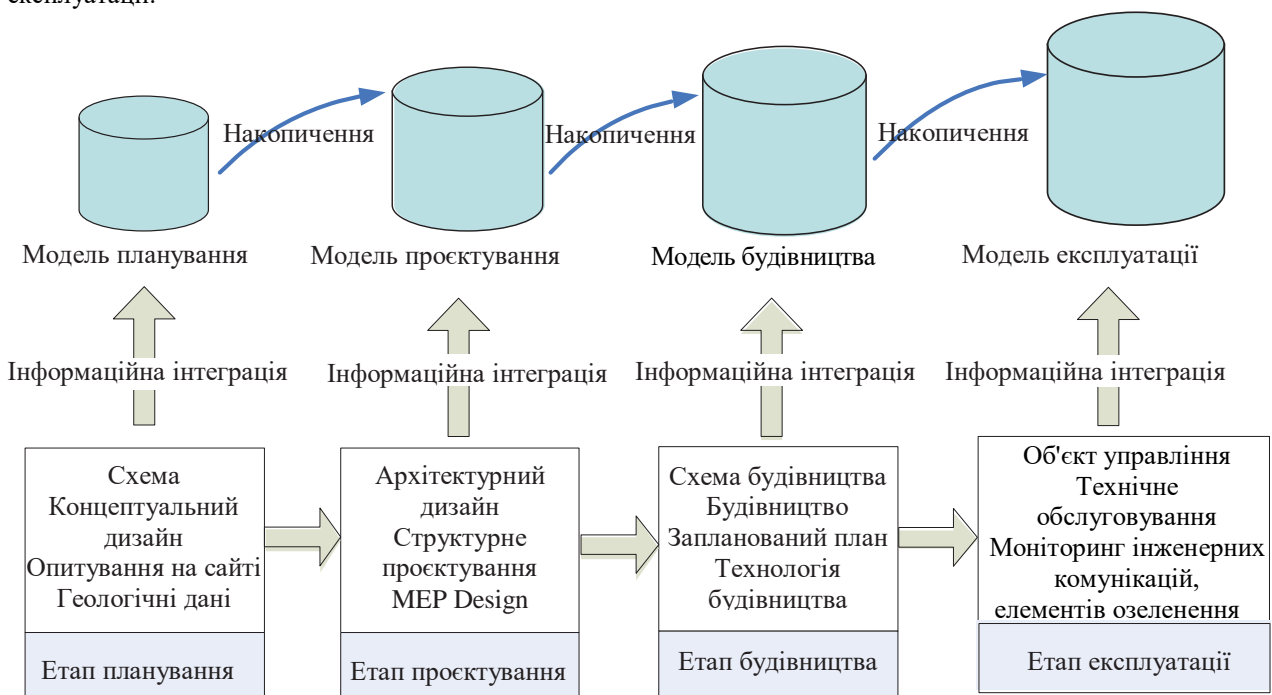 експлуатації.
Накопичення
Накопичення
Накопичення
Модель планування
Модель проєктування
Модель будівництва
Модель експлуатації
Інформаційна інтеграція
Інформаційна інтеграція
Інформаційна інтеграція
Інформаційна інтеграція
Схема
Концептуальний
дизайн
Опитування на сайті
Геологічні дані
Етап планування
Архітектурний
дизайн
Структурне
проєктування
MEP Design
Етап проєктування
Схема будівництва
Будівництво
Запланований план
Технологія
будівництва
Етап будівництва
Об'єкт управління
Технічне
обслуговування
Моніторинг інженерних
комунікацій,
елементів озеленення
Етап експлуатації